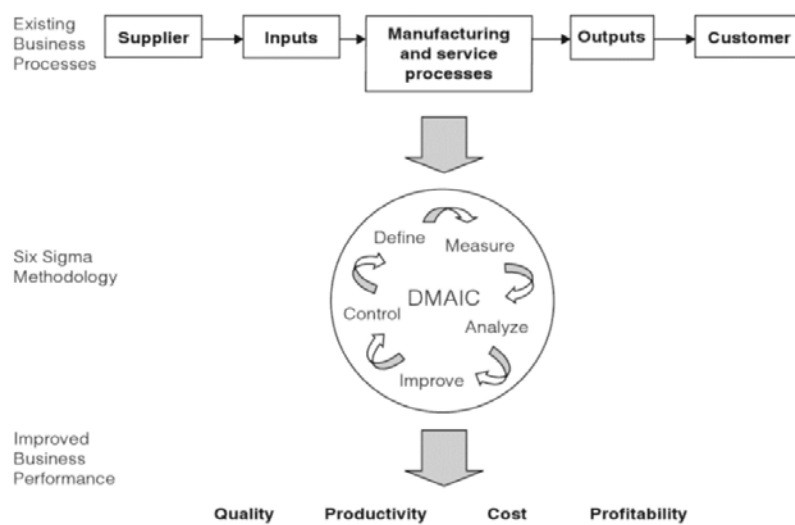 Existing
Business
Processes
Supplier
Inputs
Manufacturing
and service
processes
Outputs
Customer
Six Sigma
Methodology
Define
Measure
DMAIC
Control
Analyze
Improve
Improved
Business
Performance
Quality Productivity Cost Profitability